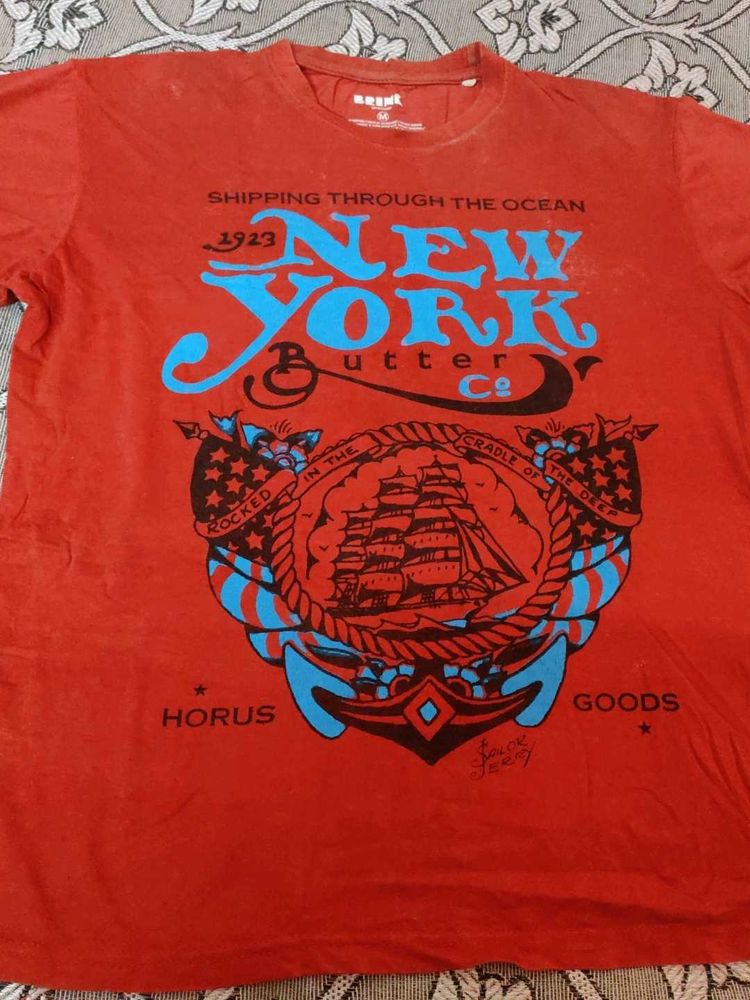 M
SHIPPING THROUGH THE OCEAN
1923 NEW
YORK
Butter
Co
ROCKED IN THE CRADLE OF THE DEEP
HORUS GOODS
SAILOR
JERRY